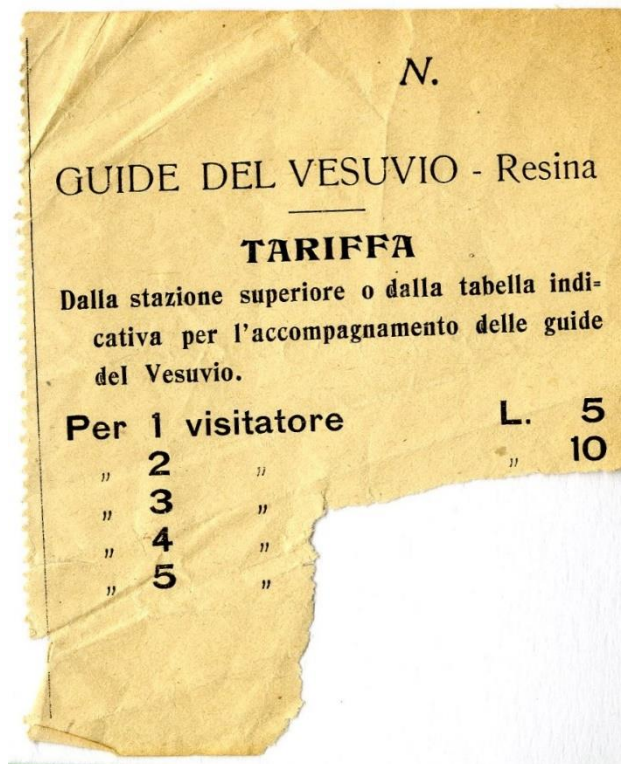 N.
GUIDE DEL VESUVIO - Resina
TARIFFA
Dalla stazione superiore o dalla tabella indi=
cativa per l'accompagnamento delle guide
del Vesuvio.
Per 1 visitatore L. 5
„ 2 „ „ 10
„ 3 „
„ 4 „
„ 5 „